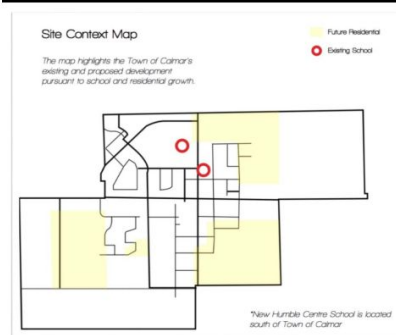 Site Context Map
Future Residential
Existing School
The map highlights the Town of Calmar's
existing and proposed development
pursuant to school and residential growth.
*New Humble Centre School is located
south of Town of Calmar